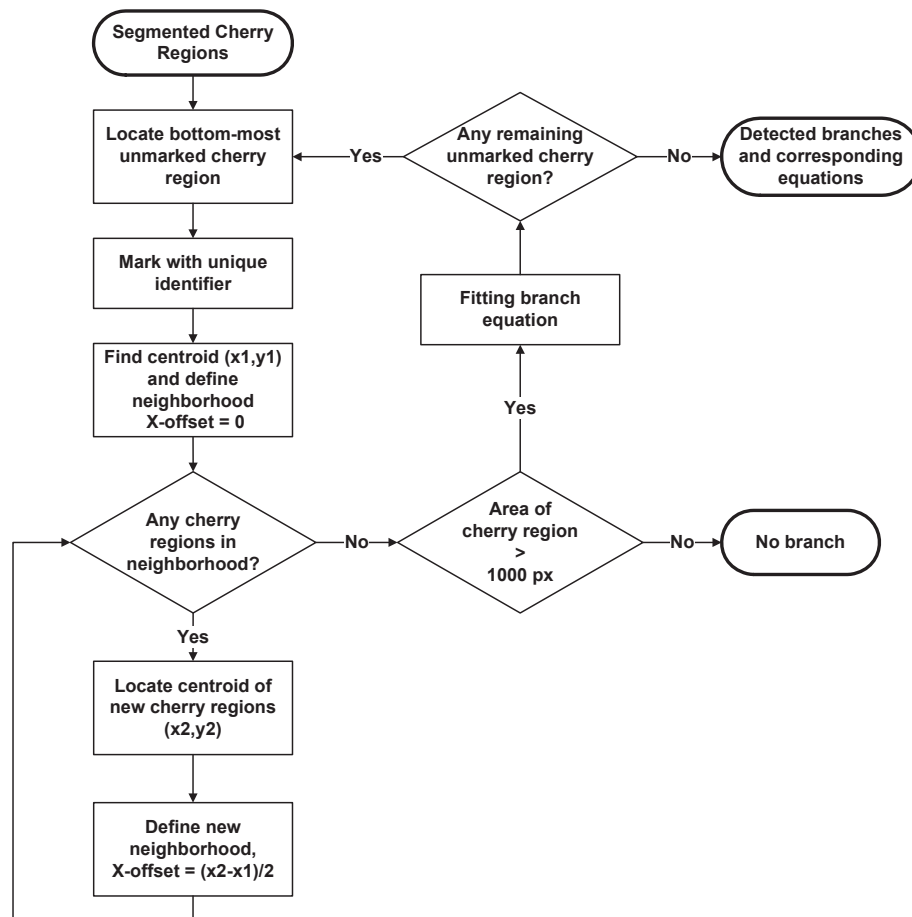 Segmented Cherry
Regions
Locate bottom-most
unmarked cherry
region
Yes
Any remaining
unmarked cherry
region?
No
Detected branches
and corresponding
equations
Mark with unique
identifier
Fitting branch
equation
Find centroid (x1,y1)
and define
neighborhood
X-offset = 0
Yes
Any cherry
regions in
neighborhood?
No
Area of
cherry region
>
1000 px
No
No branch
Yes
Locate centroid of
new cherry regions
(x2,y2)
Define new
neighborhood,
X-offset = (x2-x1)/2